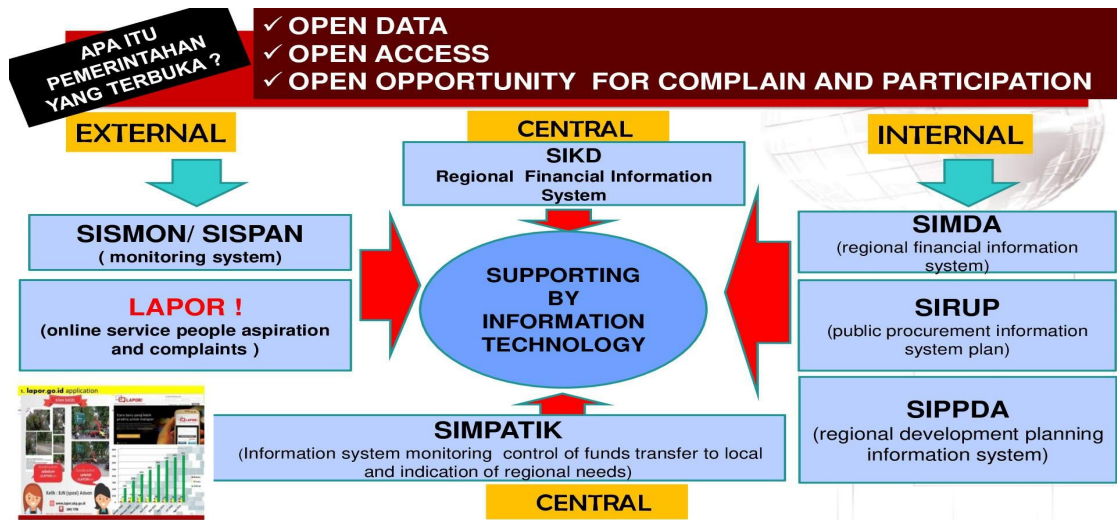 APA ITU
PEMERINTAHAN
YANG TERBUKA ?
✓ OPEN DATA
✓ OPEN ACCESS
✓ OPEN OPPORTUNITY FOR COMPLAIN AND PARTICIPATION
EXTERNAL
SISMON/ SISPAN
( monitoring system)
LAPOR !
(online service people aspiration
and complaints )
1. lapor.go.id application
CENTRAL
SIKD
Regional Financial Information
System
SUPPORTING
BY
INFORMATION
TECHNOLOGY
SIMPATIK
(Information system monitoring control of funds transfer to local
and indication of regional needs)
CENTRAL
INTERNAL
SIMDA
(regional financial information
system)
SIRUP
(public procurement information
system plan)
SIPPDA
(regional development planning
information system)